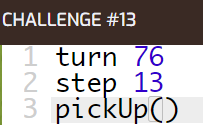 CHALLENGE #13
1 turn 76
2 step 13
3 pickUp()